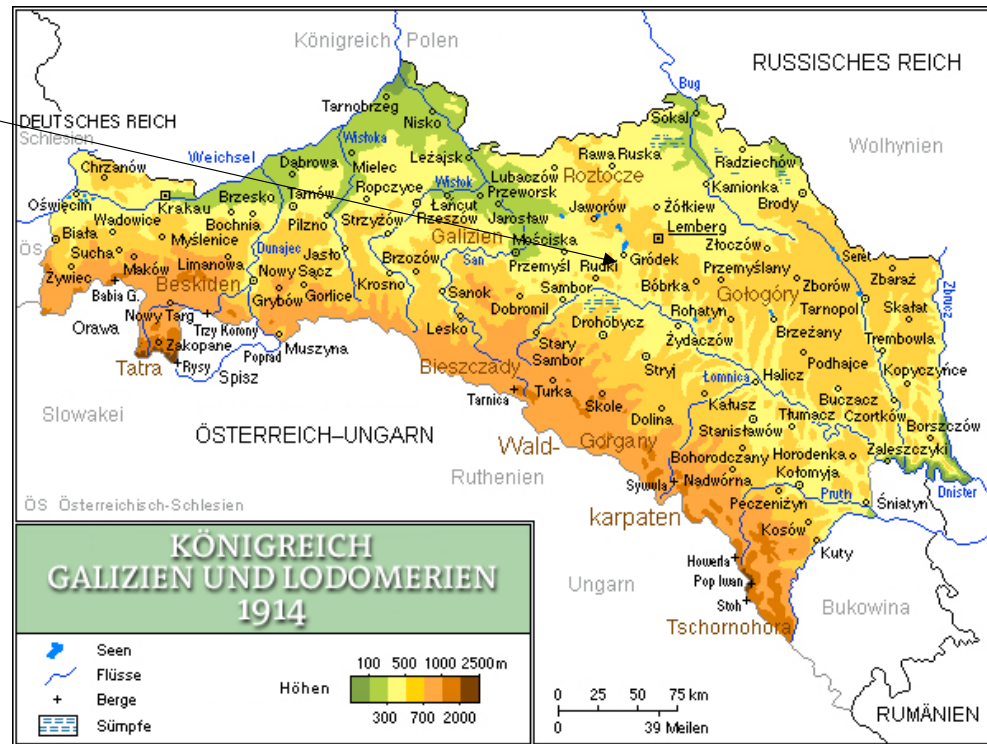 Königreich Polen
RUSSISCHES REICH
Bug
Tarnobrzeg
Nisko
Sokal
DEUTSCHES REICH
Schlesien
Wisłoka
Wolhynien
Weichsel
Dąbrowa
Leżajsk
Rawa Ruska
Radziechów
Chrzanów
Mielec
Lubaczów
Roztocze
Ropczyce
Wisłok
Kamionka
Oświęcim
Brzesko
Tarnów
Łańcut
Przeworsk
Brody
Krakau
Jaworów
Żółkiew
Wadowice
Bochnia
Pilzno
Strzyżów
Rzeszów
Jarosław
Lemberg
Biała
Myślenice
Galizien
Mościska
Złoczów
ÖS
Sucha
Dunajec
Jasło
San
Gródek
Seret
Maków
Limanowa
Brzozów
Przemyśl
Rudki
Zbaraż
Żywiec
Beskiden
Nowy Sącz
Krosno
Sambor
Bóbrka
Przemyślany
Zborów
Babia G.
Grybów
Gorlice
Sanok
Dobromil
Gołogóry
Tarnopol
Zbrucz
Orawa
Nowy Targ
Rohatyn
Skałat
Trzy Korony
Lesko
Drohóbycz
Brzeżany
Zakopane
Muszyna
Stary Sambor
Żydaczów
Trembowla
Tatra
Rysy
Poprad
Bieszczady
Podhajce
Spisz
Stryj
Halicz
Kopyczyńce
Łomnica
Tarnica
Turka
Slowakei
Skole
Kałusz
Buczacz
Dolina
Tłumacz
Czortków
ÖSTERREICH–UNGARN
Stanisławów
Borszczów
Wald-
Gorgany
Bohorodczany
Horodenka
Zaleszczyki
Ruthenien
Nadwórna
Kołomyja
Sywula
Peczeniżyn
Pruth
Dnister
ÖS Österreichisch-Schlesien
Śniatyn
karpaten
Kosów
Kuty
KÖNIGREICH
GALIZIEN UND LODOMERIEN
1914
Howerla
Ungarn
Pop Iwan
Stoh
Bukowina
Tschornohora
Seen
Flüsse
Berge
Sümpfe
Höhen
100 500 1000 2500 m
300 700 2000
0 25 50 75 km
0 39 Meilen
RUMÄNIEN